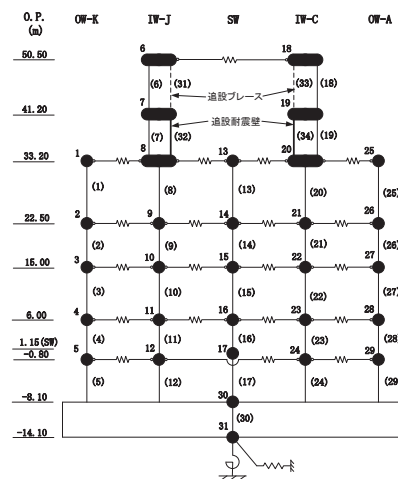 O.P. OW-K IW-J SW IW-C OW-A
(m)
6 18
50.50
(6) (31) (33) (18)
追設ブレース
7 19
41.20
追設耐震壁
(7) (32) (34) (19)
33.20 1 8 13 20 25
(1) (8) (13) (20) (25)
22.50 2 9 14 21 26
(2) (9) (14) (21) (26)
15.00 3 10 15 22 27
(3) (10) (15) (22) (27)
6.00 4 11 16 23 28
(4) (11) (16) (23) (28)
1.15(SW) 17
-0.80 5 12 24 29
(5) (12) (17) (24) (29)
-8.10 30
(30)
-14.10 31